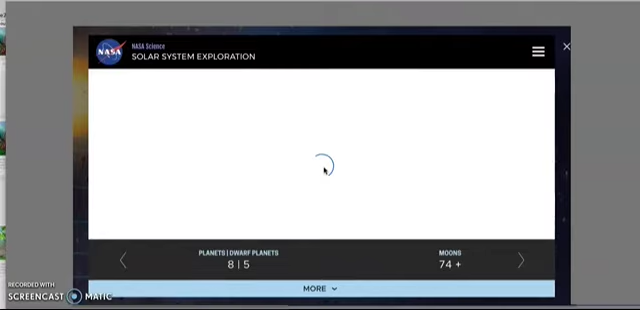 NASA
NASA Science
SOLAR SYSTEM EXPLORATION
PLANETS | DWARF PLANETS
8 | 5
MOONS
74 +
MORE
RECORDED WITH
SCREENCAST MATIC